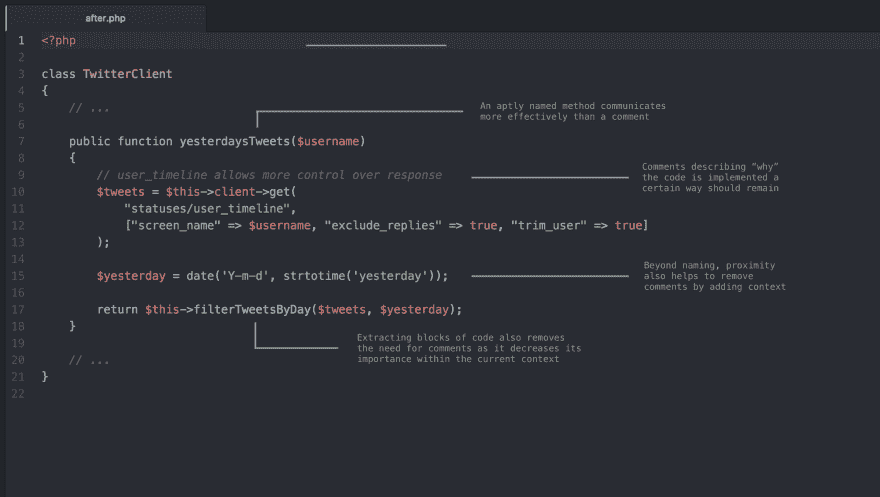 after.php
1 <?php
2
3 class TwitterClient
4 {
5 // ...
6
An aptly named method communicates
more effectively than a comment
7 public function yesterdaysTweets($username)
8 {
9 // user_timeline allows more control over response
Comments describing “why”
the code is implemented a
certain way should remain
10 $tweets = $this->client->get(
11 "statuses/user_timeline",
12 ["screen_name" => $username, "exclude_replies" => true, "trim_user" => true]
13 );
14
15 $yesterday = date('Y-m-d', strtotime('yesterday'));
Beyond naming, proximity
also helps to remove
comments by adding context
16
17 return $this->filterTweetsByDay($tweets, $yesterday);
18 }
Extracting blocks of code also removes
the need for comments as it decreases its
importance within the current context
19
20 // ...
21 }
22